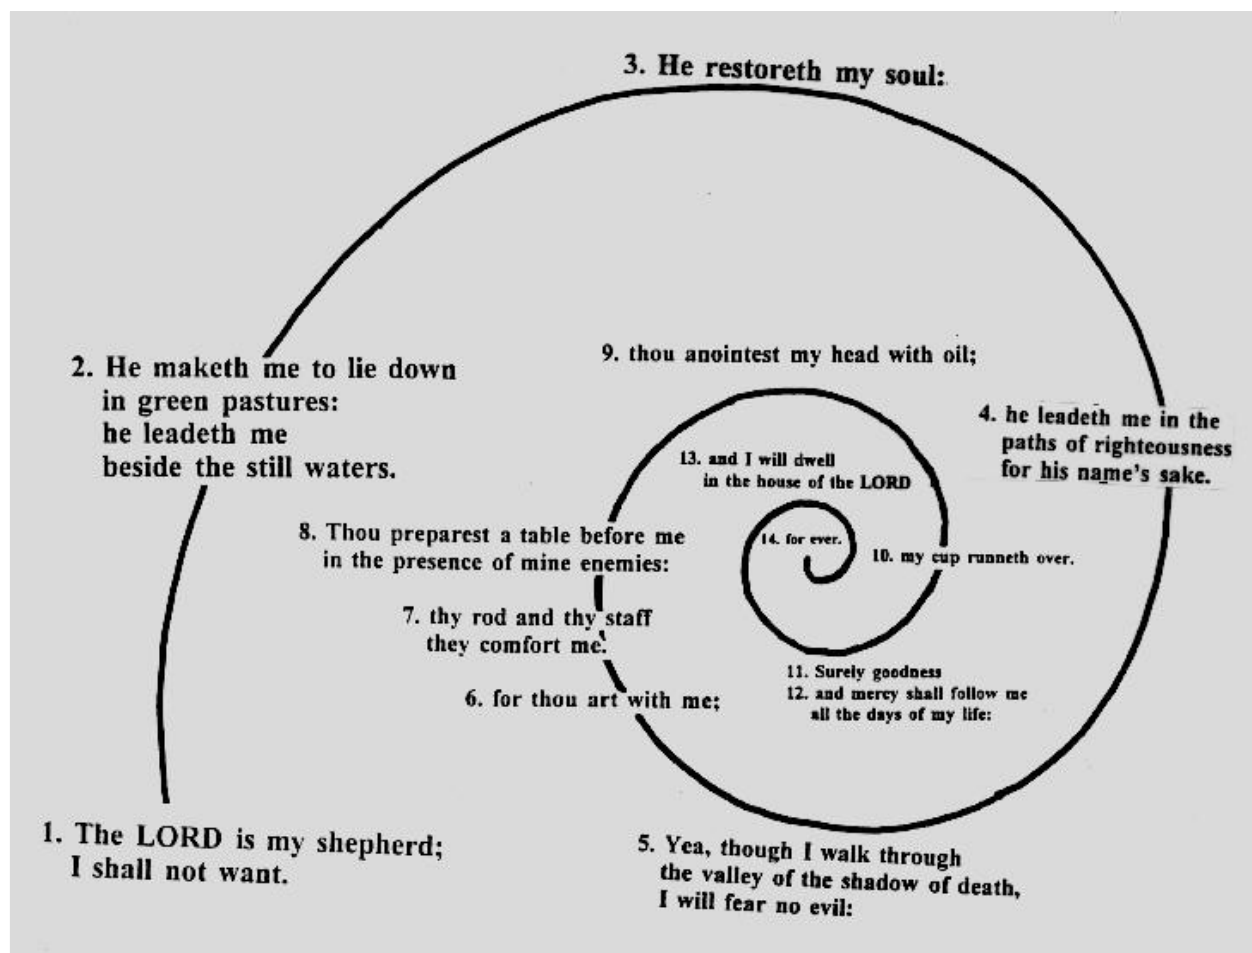 1. The LORD is my shepherd;
I shall not want.
2. He maketh me to lie down
in green pastures:
he leadeth me
beside the still waters.
3. He restoreth my soul:
4. he leadeth me in the
paths of righteousness
for his name's sake.
5. Yea, though I walk through
the valley of the shadow of death,
I will fear no evil:
6. for thou art with me;
7. thy rod and thy staff
they comfort me.
8. Thou preparest a table before me
in the presence of mine enemies:
9. thou anointest my head with oil;
10. my cup runneth over.
11. Surely goodness
12. and mercy shall follow me
all the days of my life:
13. and I will dwell
in the house of the LORD
14. for ever.